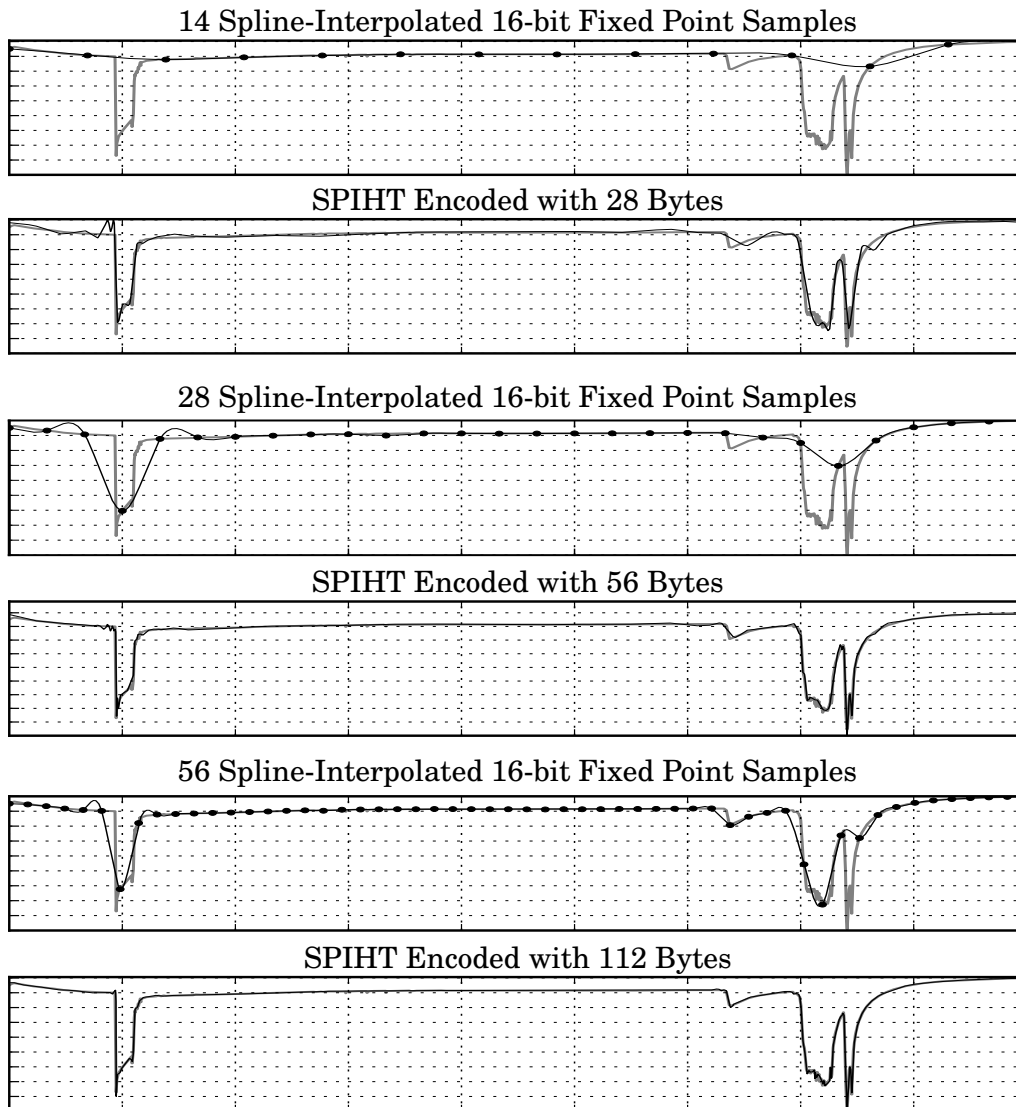 14 Spline-Interpolated 16-bit Fixed Point Samples
SPIHT Encoded with 28 Bytes
28 Spline-Interpolated 16-bit Fixed Point Samples
SPIHT Encoded with 56 Bytes
56 Spline-Interpolated 16-bit Fixed Point Samples
SPIHT Encoded with 112 Bytes